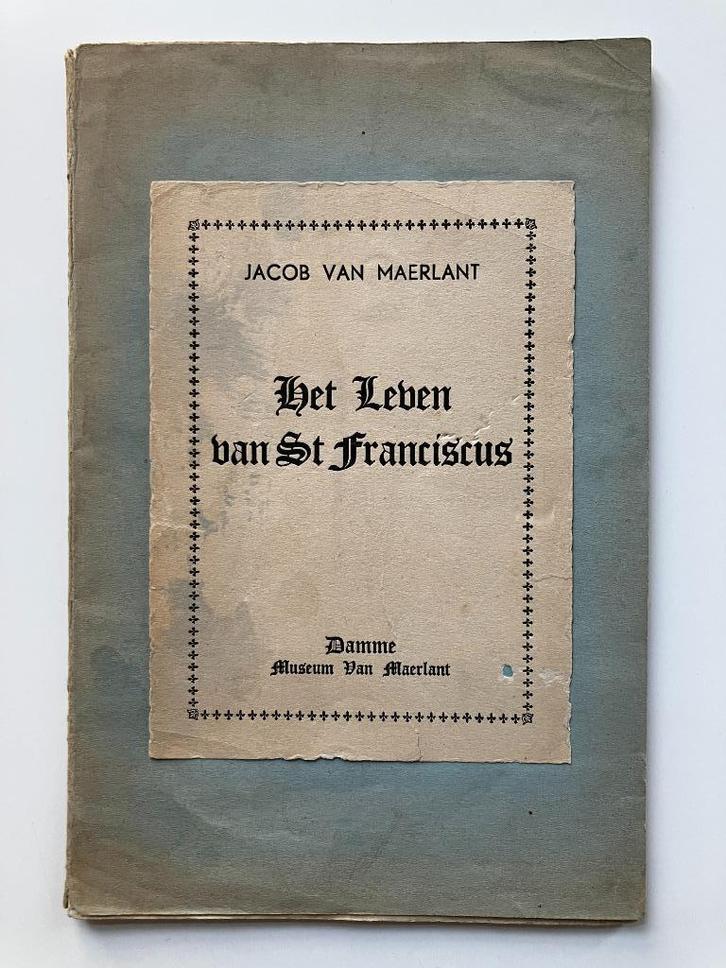 JACOB VAN MAERLANT
Het Leven
van St Franciscus
Damme
Museum Van Maerlant